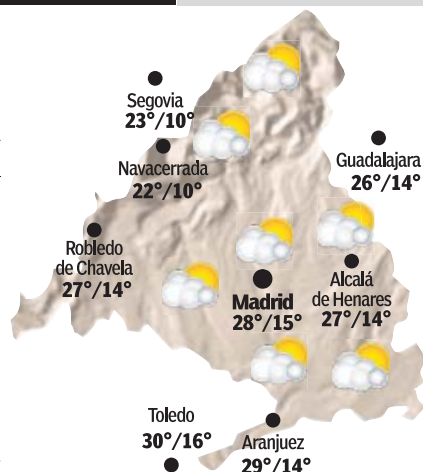 Segovia
23°/10°
Navacerrada
22°/10°
Guadalajara
26°/14°
Robledo
de Chavela
27°/14°
Madrid
28°/15°
Alcalá
de Henares
27°/14°
Toledo
30°/16°
Aranjuez
29°/14°